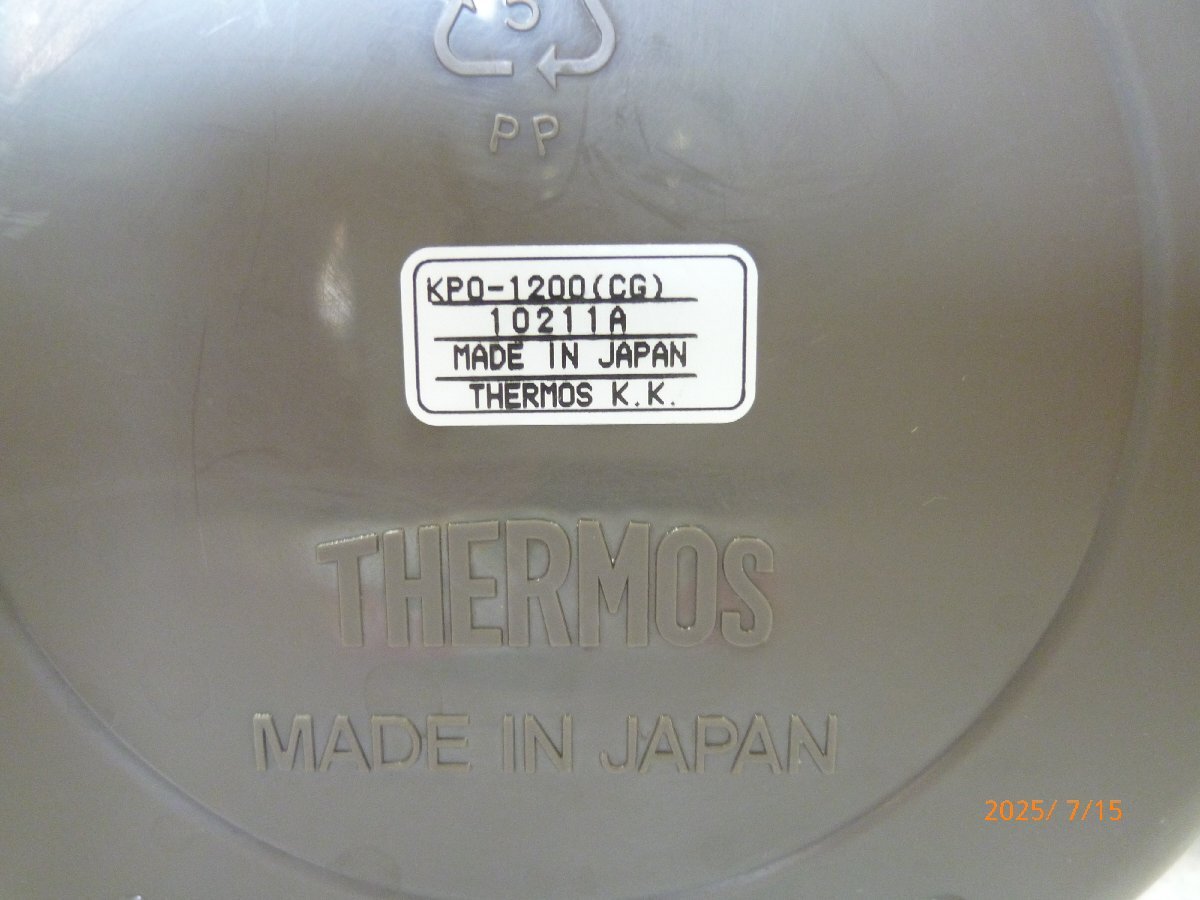 5
PP
KPO-1200(CG)
10211A
MADE IN JAPAN
THERMOS K.K.
THERMOS
MADE IN JAPAN
2025/ 7/15